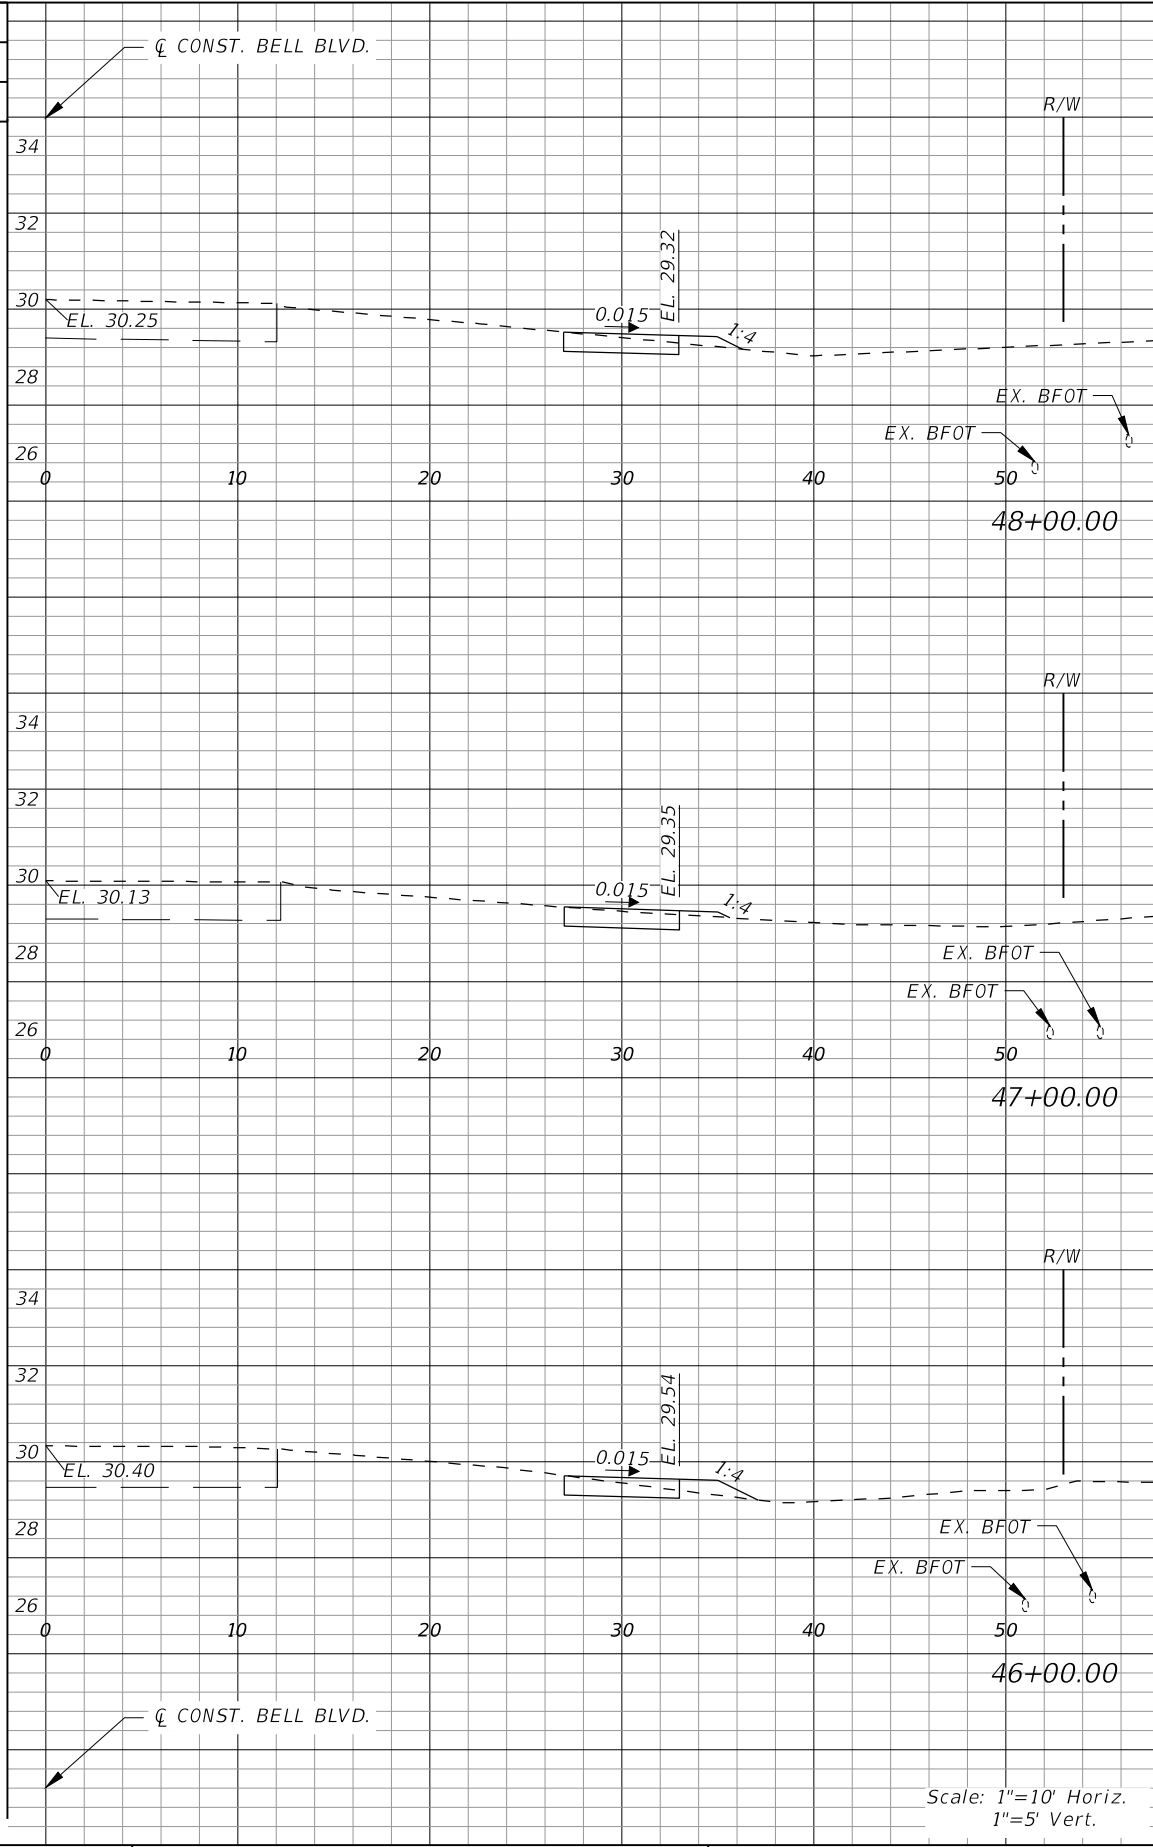 ℄ CONST. BELL BLVD.
R/W
34
32
EL. 29.32
30
EL. 30.25
0.015
1:4
28
EX. BFOT
EX. BFOT
26
0 10 20 30 40 50
48+00.00
R/W
34
32
EL. 29.35
30
EL. 30.13
0.015
1:4
28
EX. BFOT
EX. BFOT
26
0 10 20 30 40 50
47+00.00
R/W
34
32
EL. 29.54
30
EL. 30.40
0.015
1:4
28
EX. BFOT
EX. BFOT
26
0 10 20 30 40 50
46+00.00
℄ CONST. BELL BLVD.
Scale: 1"=10' Horiz.
1"=5' Vert.